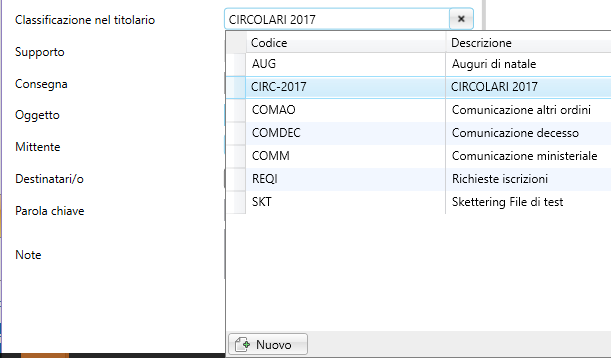 Classificazione nel titolario CIRCOLARI 2017
Supporto
Consegna
Oggetto
Mittente
Destinatari/o
Parola chiave
Note
Codice Descrizione
AUG Auguri di natale
CIRC-2017 CIRCOLARI 2017
COMAO Comunicazione altri ordini
COMDEC Comunicazione decesso
COMM Comunicazione ministeriale
REQI Richieste iscrizioni
SKT Skettering File di test
Nuovo